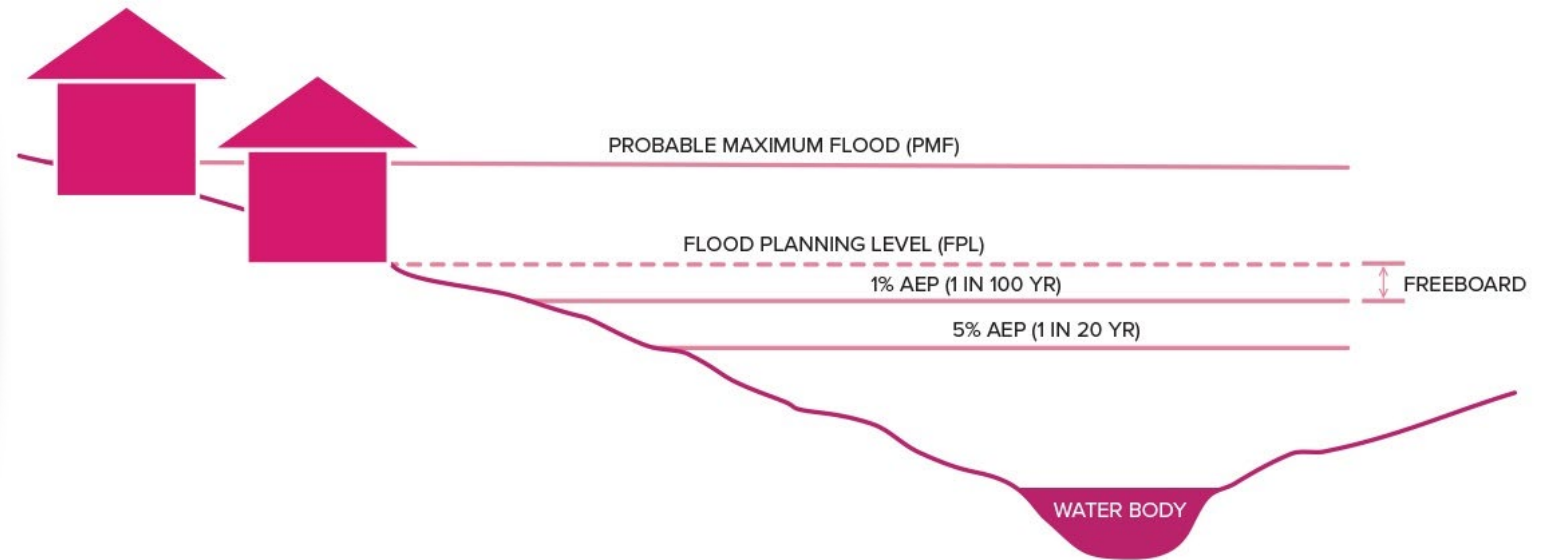 PROBABLE MAXIMUM FLOOD (PMF)
FLOOD PLANNING LEVEL (FPL)
1% AEP (1 IN 100 YR)
FREEBOARD
5% AEP (1 IN 20 YR)
WATER BODY